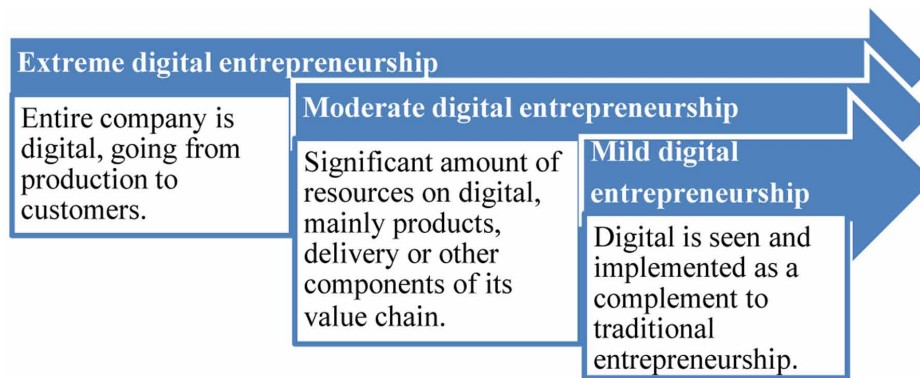 Extreme digital entrepreneurship
Entire company is
digital, going from
production to
customers.
Moderate digital entrepreneurship
Significant amount of
resources on digital,
mainly products,
delivery or other
components of its
value chain.
Mild digital
entrepreneurship
Digital is seen and
implemented as a
complement to
traditional
entrepreneurship.